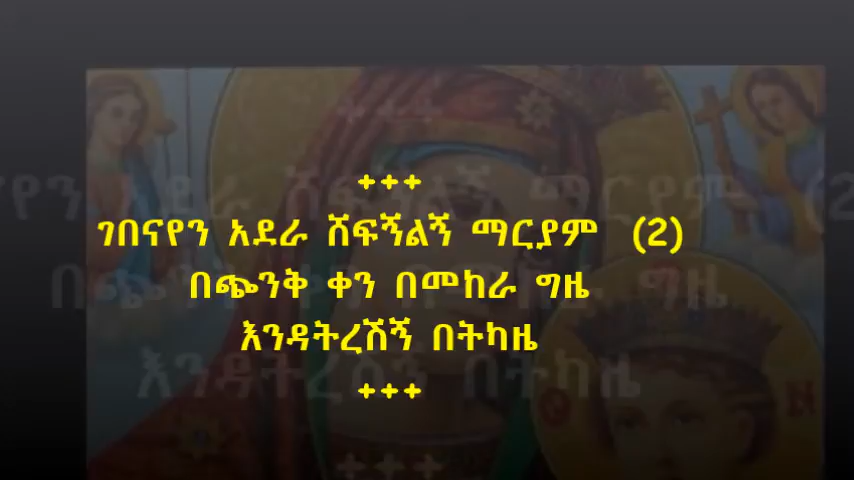 +++
ገበናየን አደራ ሸፍኝልኝ ማርያም (2)
በጭንቅ ቀን በመከራ ግዜ
እንዳትረሽኝ በትካዜ
+++